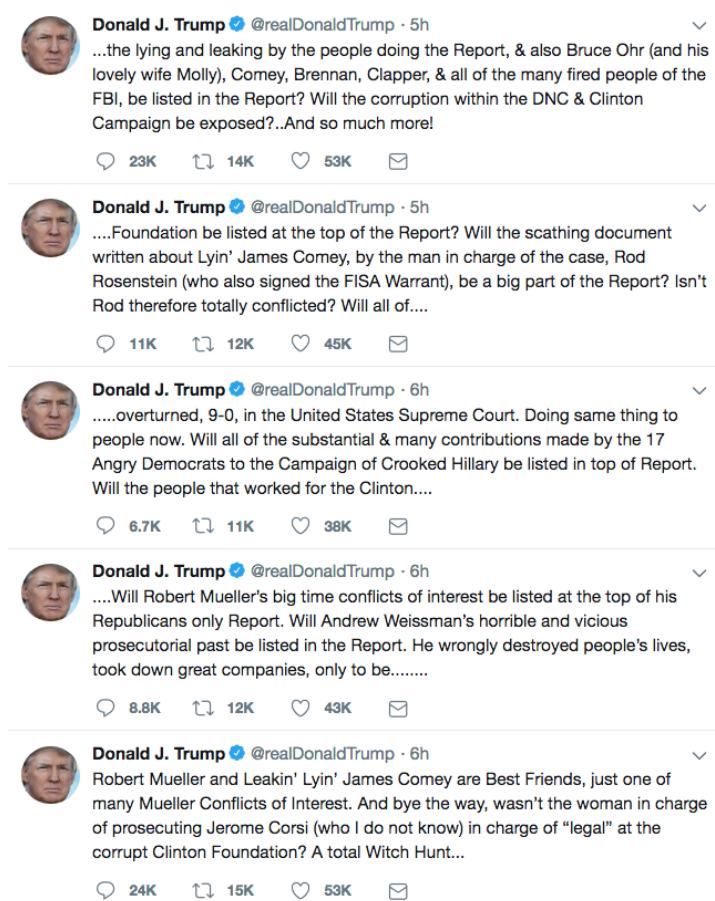 Donald J. Trump @realDonaldTrump · 5h
...the lying and leaking by the people doing the Report, & also Bruce Ohr (and his
lovely wife Molly), Comey, Brennan, Clapper, & all of the many fired people of the
FBI, be listed in the Report? Will the corruption within the DNC & Clinton
Campaign be exposed?..And so much more!
23K 14K 53K
Donald J. Trump @realDonaldTrump · 5h
....Foundation be listed at the top of the Report? Will the scathing document
written about Lyin’ James Comey, by the man in charge of the case, Rod
Rosenstein (who also signed the FISA Warrant), be a big part of the Report? Isn’t
Rod therefore totally conflicted? Will all of....
11K 12K 45K
Donald J. Trump @realDonaldTrump · 6h
.....overturned, 9-0, in the United States Supreme Court. Doing same thing to
people now. Will all of the substantial & many contributions made by the 17
Angry Democrats to the Campaign of Crooked Hillary be listed in top of Report.
Will the people that worked for the Clinton....
6.7K 11K 38K
Donald J. Trump @realDonaldTrump · 6h
....Will Robert Mueller’s big time conflicts of interest be listed at the top of his
Republicans only Report. Will Andrew Weissman’s horrible and vicious
prosecutorial past be listed in the Report. He wrongly destroyed people’s lives,
took down great companies, only to be........
8.8K 12K 43K
Donald J. Trump @realDonaldTrump · 6h
Robert Mueller and Leakin’ Lyin’ James Comey are Best Friends, just one of
many Mueller Conflicts of Interest. And bye the way, wasn’t the woman in charge
of prosecuting Jerome Corsi (who I do not know) in charge of “legal” at the
corrupt Clinton Foundation? A total Witch Hunt...
24K 15K 53K